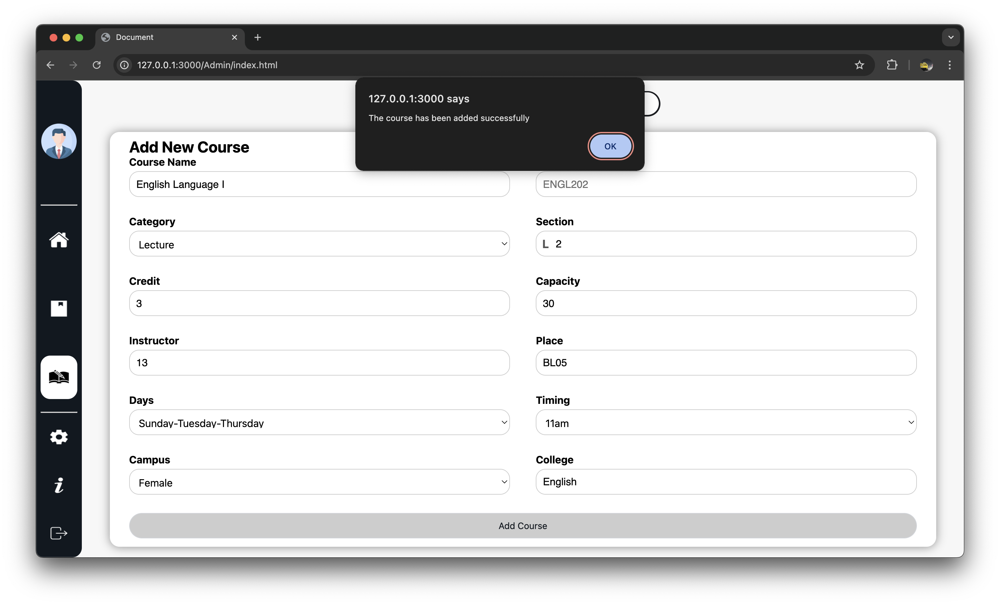 Document
127.0.0.1:3000/Admin/index.html
127.0.0.1:3000 says
The course has been added successfully
OK
Add New Course
Course Name
English Language I
ENGL202
Category
Section
Lecture
L 2
Credit
Capacity
3
30
Instructor
Place
13
BL05
Days
Timing
Sunday-Tuesday-Thursday
11am
Campus
College
Female
English
Add Course